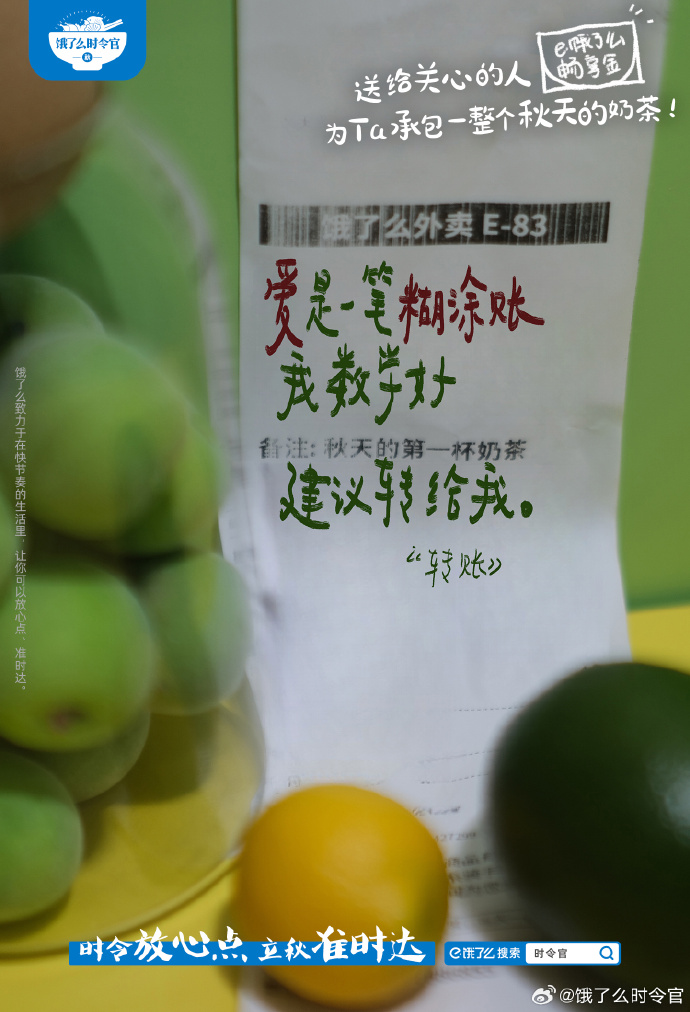 饿了么时令官
秋
送给关心的人 e饿了么畅享金
为Ta承包一整个秋天的奶茶!
饿了么外卖 E-83
爱是一笔糊涂账
我数学好
备注: 秋天的第一杯奶茶
建议转给我。
“转账”
饿了么致力于在快节奏的生活里,让你可以放心点、准时达。
时令放心点 立秋准时达
e饿了么搜索 时令官
@饿了么时令官